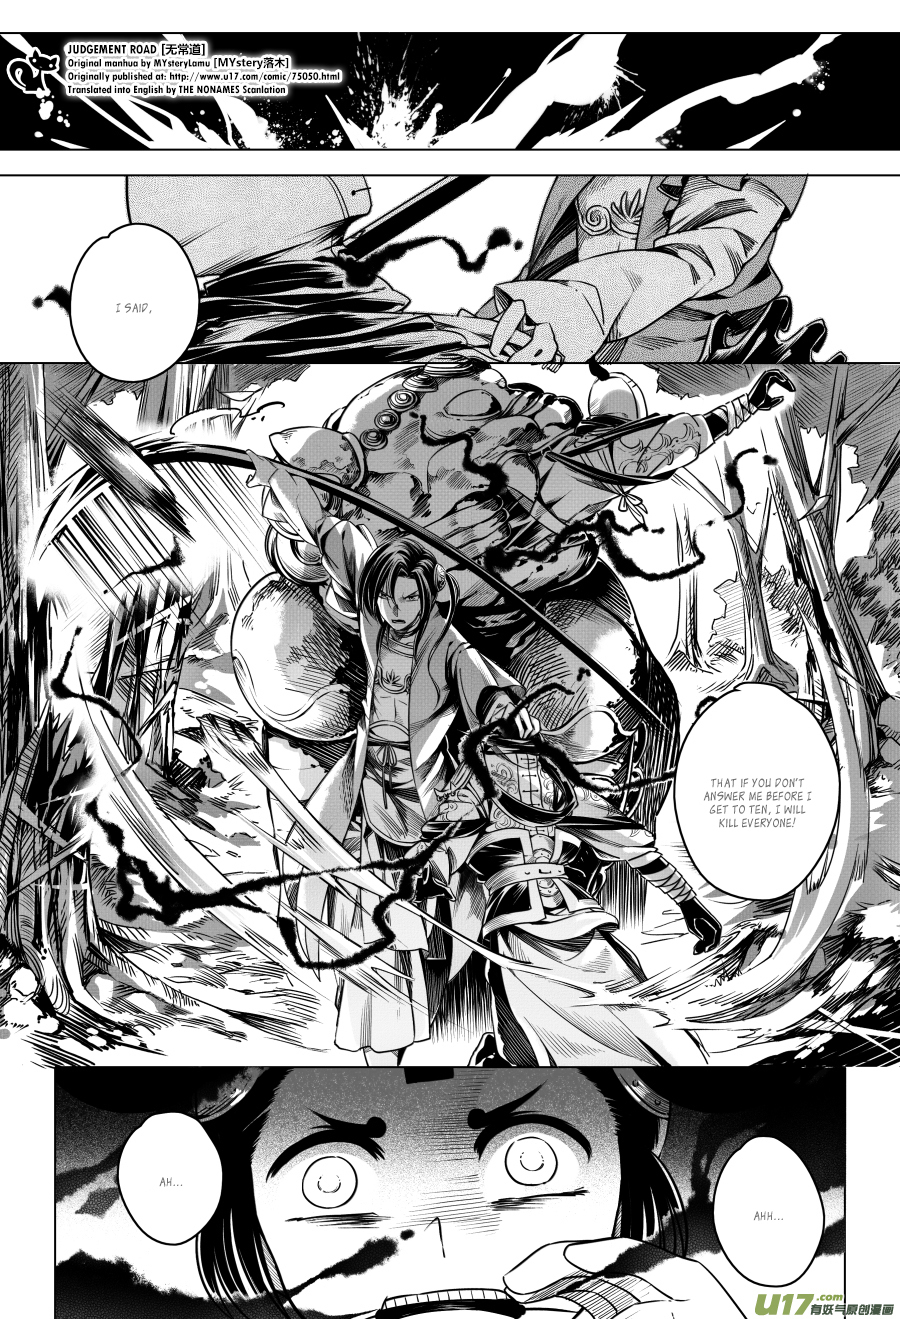 JUDGEMENT ROAD [无常道]
Original manhua by MYsteryLamu [MYstery落木]
Originally published at: http://www.u17.com/comic/75050.html
Translated into English by THE NONAMES Scanlation
I SAID,
THAT IF YOU DON'T
ANSWER ME BEFORE I
GET TO TEN, I WILL
KILL EVERYONE!
AH...
AHH...
U17.com
有妖气原创漫画